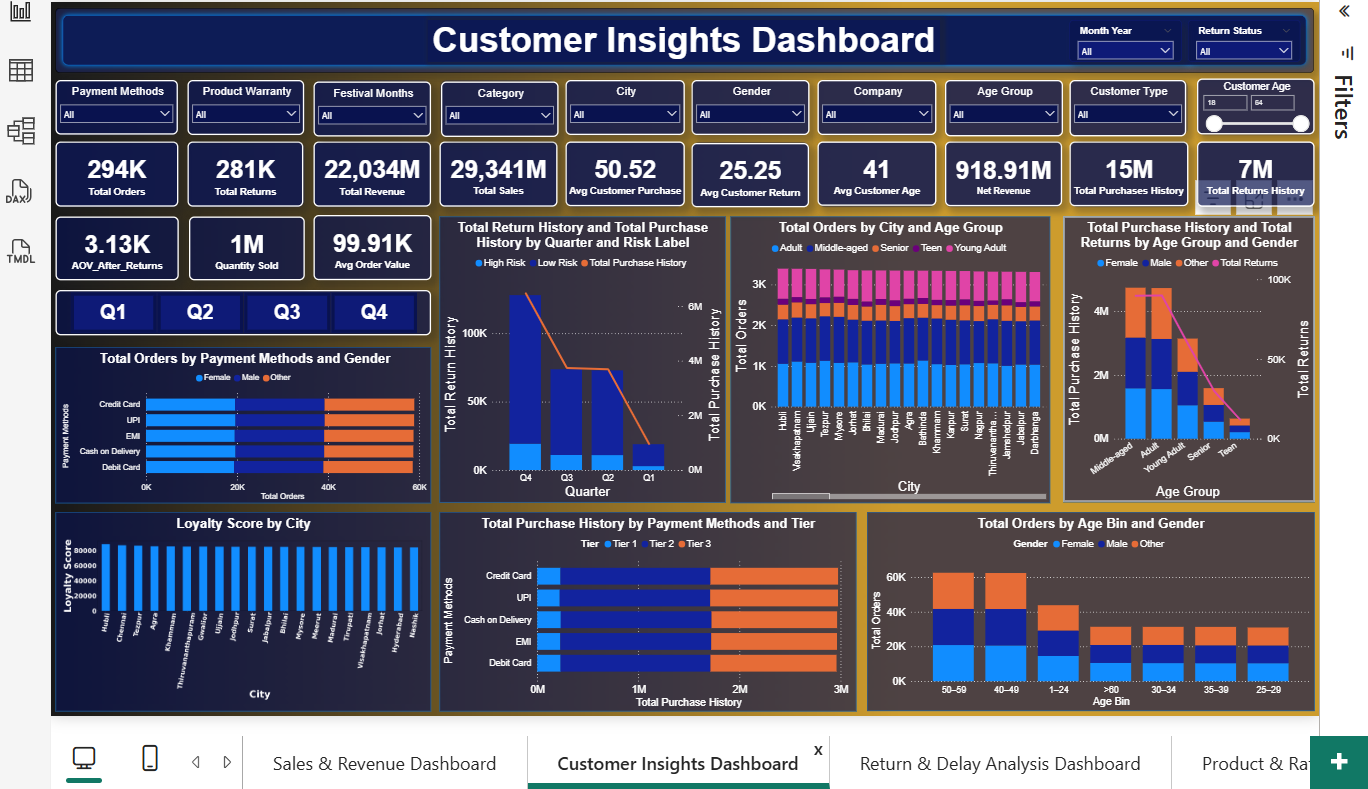 Customer Insights Dashboard
Month Year
All
Return Status
All
Payment Methods
All
Product Warranty
All
Festival Months
All
Category
All
City
All
Gender
All
Company
All
Age Group
All
Customer Type
All
Customer Age
18
64
294K
Total Orders
281K
Total Returns
22,034M
Total Revenue
29,341M
Total Sales
50.52
Avg Customer Purchase
25.25
Avg Customer Return
41
Avg Customer Age
918.91M
Net Revenue
15M
Total Purchases History
7M
Total Returns History
3.13K
AOV_After_Returns
1M
Quantity Sold
99.91K
Avg Order Value
Q1
Q2
Q3
Q4
Total Return History and Total Purchase
History by Quarter and Risk Label
High Risk Low Risk Total Purchase History
Total Return History
100K
50K
0K
6M
4M
2M
0M
Total Purchase History
Q4 Q3 Q2 Q1
Quarter
Total Orders by City and Age Group
Adult Middle-aged Senior Teen Young Adult
Total Orders
3K
2K
1K
0K
Hubli
Visakhapatnam
Ujjain
Tezpur
Mysore
Jorhat
Bhilai
Madurai
Jodhpur
Agra
Bathinda
Khammam
Kanpur
Surat
Nagpur
Thiruvanantha...
Jamshedpur
Jabalpur
Darbhanga
City
Total Purchase History and Total
Returns by Age Group and Gender
Female Male Other Total Returns
Total Purchase History
4M
2M
0M
100K
50K
0K
Total Returns
Middle-aged
Adult
Young Adult
Senior
Teen
Age Group
Total Orders by Payment Methods and Gender
Female Male Other
Payment Methods
Credit Card
UPI
EMI
Cash on Delivery
Debit Card
0K 20K 40K 60K
Total Orders
Loyalty Score by City
Loyalty Score
80000
60000
40000
20000
0
Hubli
Chennai
Tezpur
Agra
Khammam
Thiruvananthapuram
Gwalior
Ujjain
Jodhpur
Surat
Jabalpur
Bhilai
Mysore
Meerut
Madurai
Tirupati
Visakhapatnam
Jorhat
Hyderabad
Nashik
City
Total Purchase History by Payment Methods and Tier
Tier Tier 1 Tier 2 Tier 3
Payment Methods
Credit Card
UPI
Cash on Delivery
EMI
Debit Card
0M 1M 2M 3M
Total Purchase History
Total Orders by Age Bin and Gender
Gender Female Male Other
Total Orders
60K
40K
20K
0K
50–59 40–49 1–24 >60 30–34 35–39 25–29
Age Bin
Filters
DAX
TMDL
Sales & Revenue Dashboard
Customer Insights Dashboard
x
Return & Delay Analysis Dashboard
Product &
+